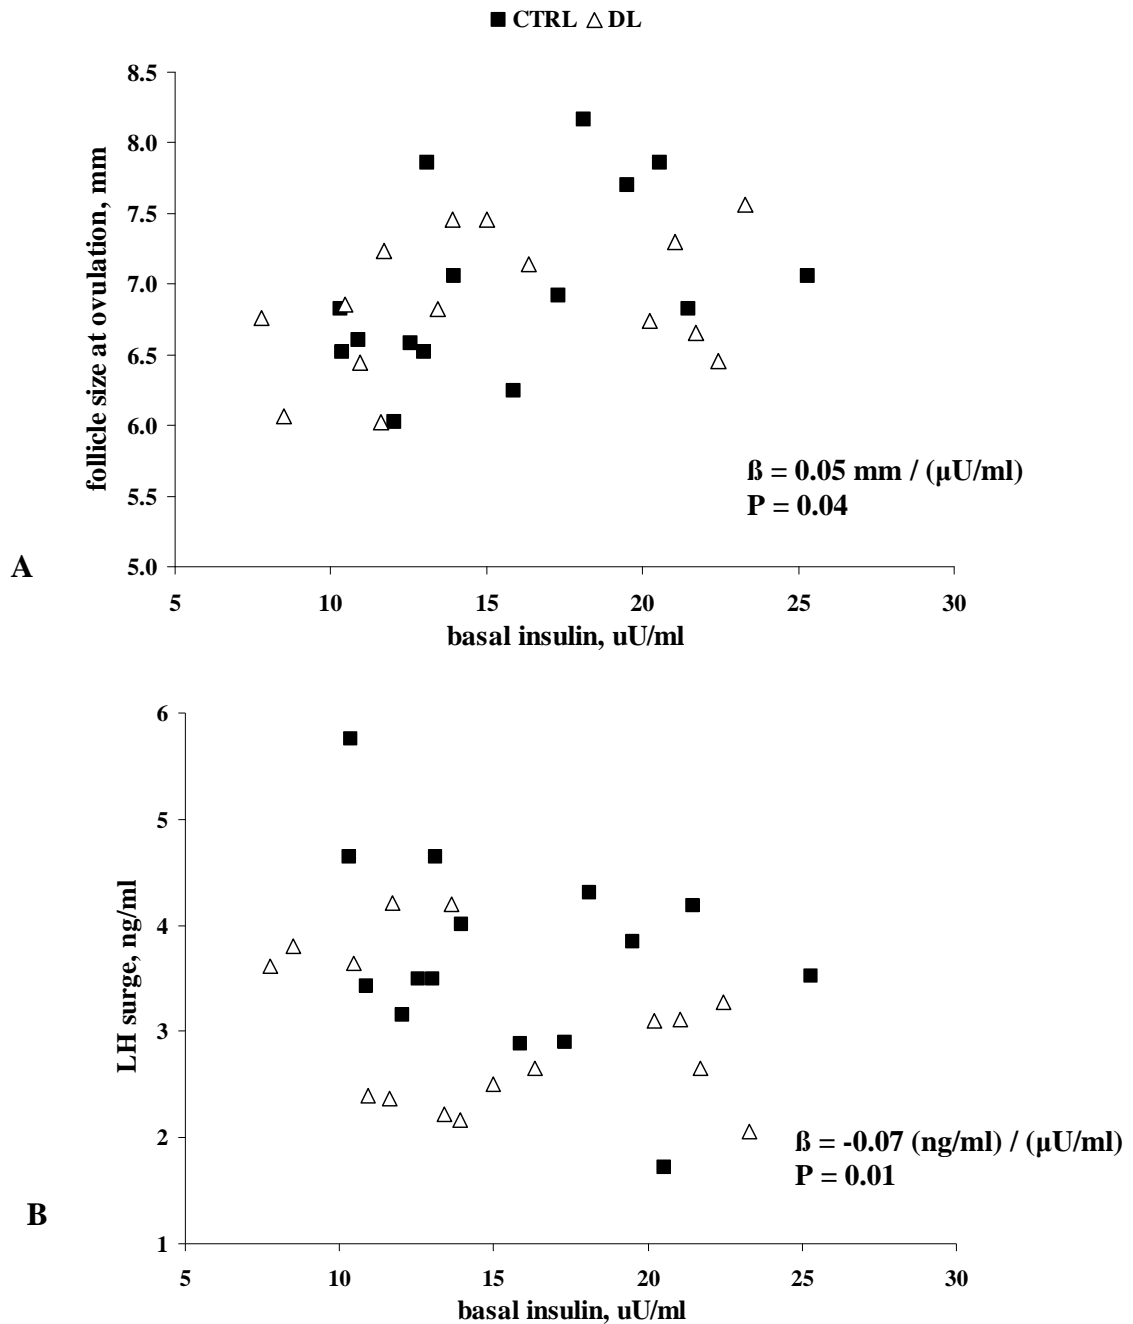 CTRL DL
8.5
8.0
7.5
7.0
6.5
6.0
5.5
5.0
follicle size at ovulation, mm
ß = 0.05 mm / (µU/ml)
P = 0.04
A
5 10 15 20 25 30
basal insulin, uU/ml
6
5
4
3
2
1
LH surge, ng/ml
ß = -0.07 (ng/ml) / (µU/ml)
P = 0.01
B
5 10 15 20 25 30
basal insulin, uU/ml